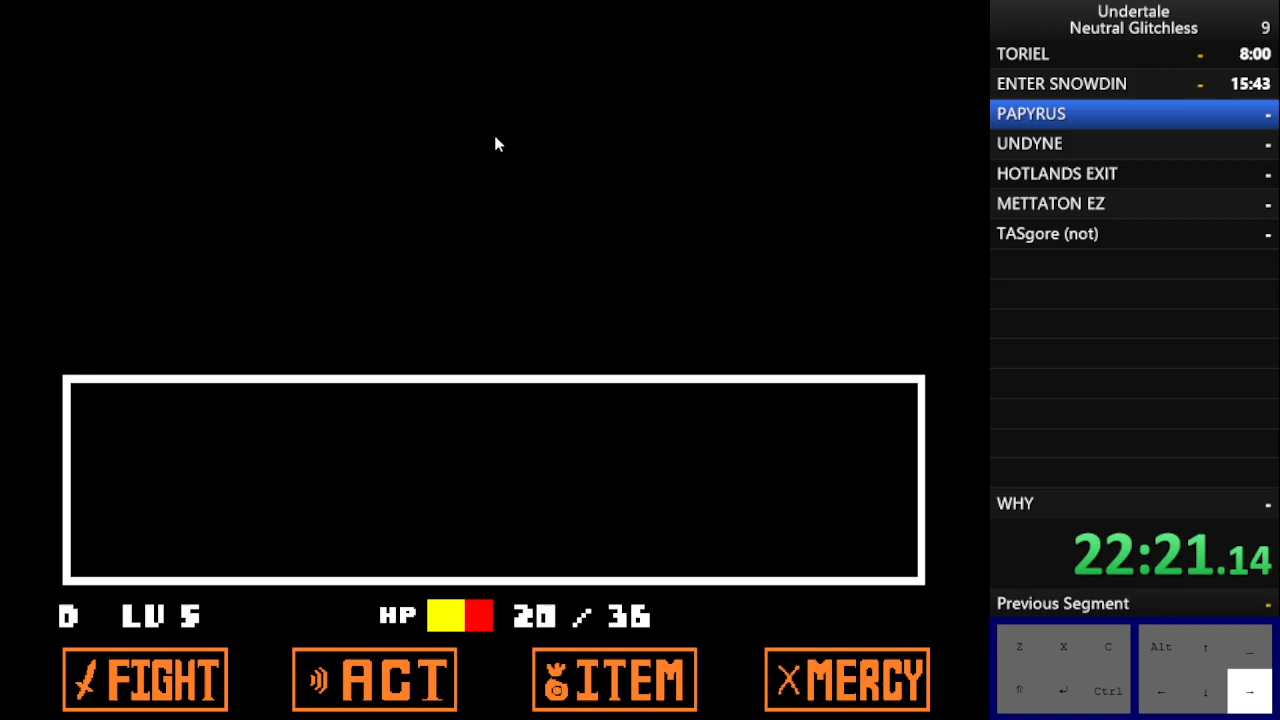 Undertale
Neutral Glitchless 9
TORIEL - 8:00
ENTER SNOWDIN - 15:43
PAPYRUS -
UNDYNE -
HOTLANDS EXIT -
METTATON EZ -
TASgore (not) -
WHY -
22:21.14
Previous Segment -
Z X C Alt ↑ _
⇧ ↵ Ctrl ← ↓ →
D LV 5 HP 20 / 36
FIGHT ACT ITEM MERCY